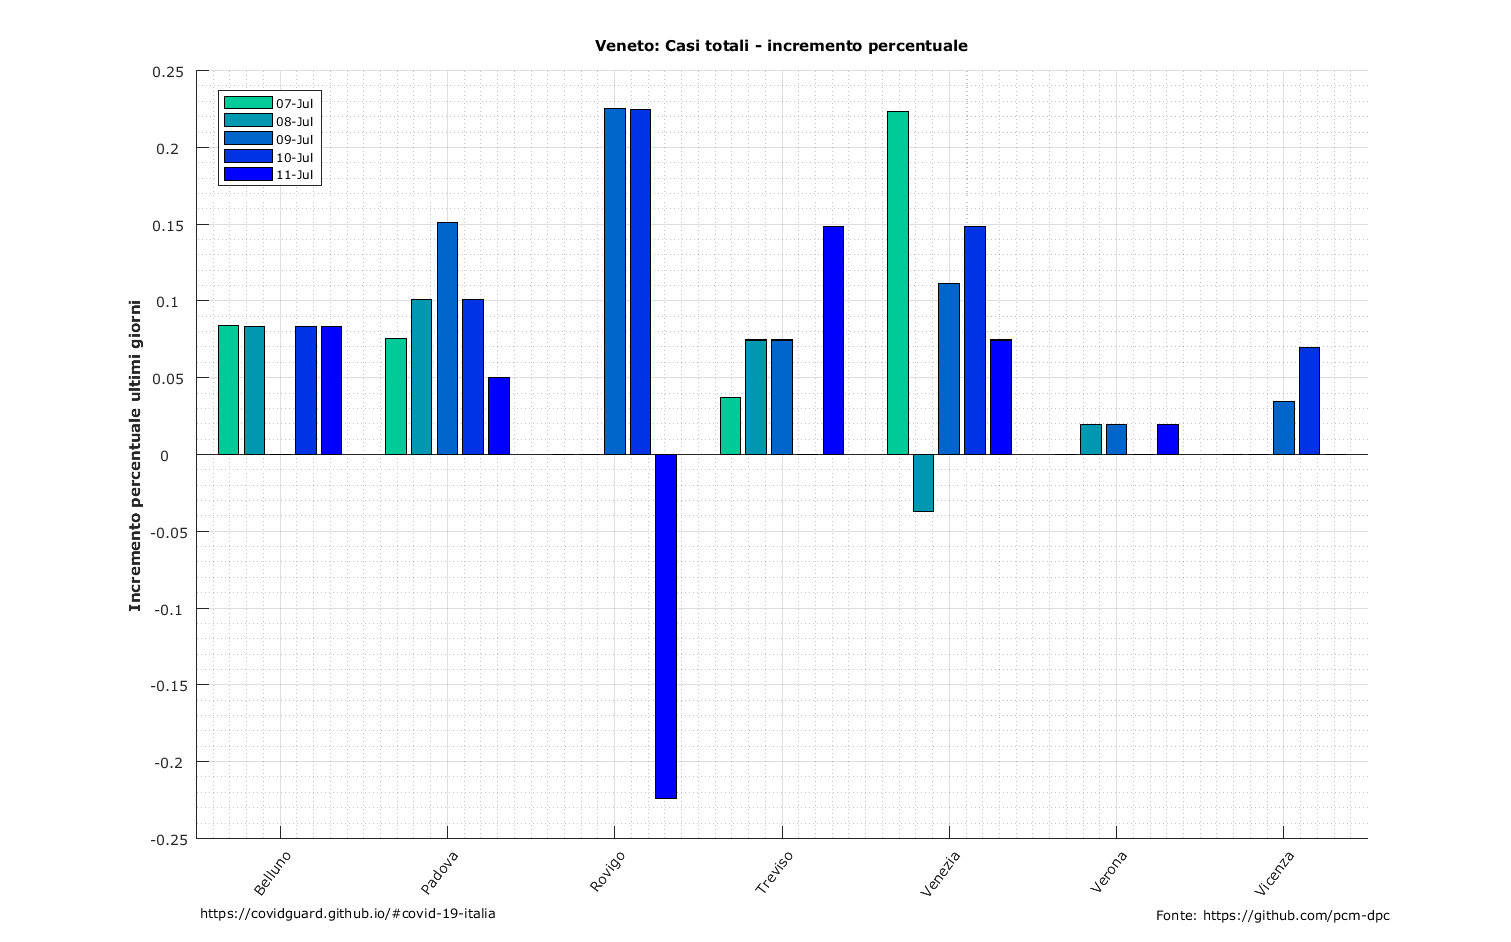 Veneto: Casi totali - incremento percentuale
0.25
0.2
0.15
0.1
0.05
0
-0.05
-0.1
-0.15
-0.2
-0.25
Incremento percentuale ultimi giorni
07-Jul
08-Jul
09-Jul
10-Jul
11-Jul
Belluno
Padova
Rovigo
Treviso
Venezia
Verona
Vicenza
https://covidguard.github.io/#covid-19-italia
Fonte: https://github.com/pcm-dpc